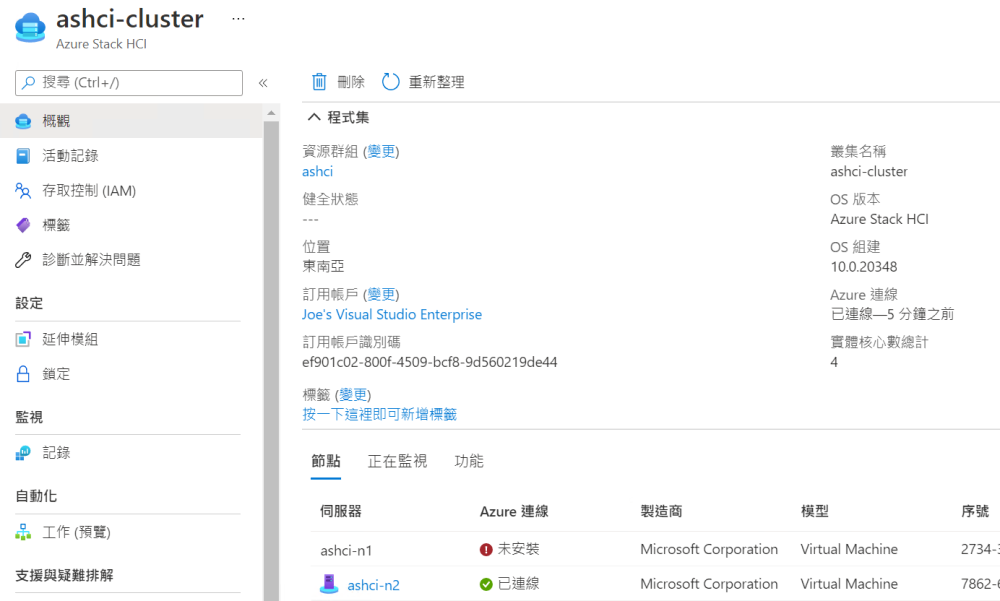 ashci-cluster ...
Azure Stack HCI
搜尋 (Ctrl+/)
«
刪除 重新整理
概觀
活動記錄
存取控制 (IAM)
標籤
診斷並解決問題
設定
延伸模組
鎖定
監視
記錄
自動化
工作 (預覽)
支援與疑難排解
程式集
資源群組 (變更)
ashci
健全狀態
---
位置
東南亞
訂用帳戶 (變更)
Joe's Visual Studio Enterprise
訂用帳戶識別碼
ef901c02-800f-4509-bcf8-9d560219de44
標籤 (變更)
按一下這裡即可新增標籤
叢集名稱
ashci-cluster
OS 版本
Azure Stack HCI
OS 組建
10.0.20348
Azure 連線
已連線—5 分鐘之前
實體核心數總計
4
節點 正在監視 功能
伺服器 Azure 連線 製造商 模型 序號
ashci-n1 未安裝 Microsoft Corporation Virtual Machine 2734-3
ashci-n2 已連線 Microsoft Corporation Virtual Machine 7862-6